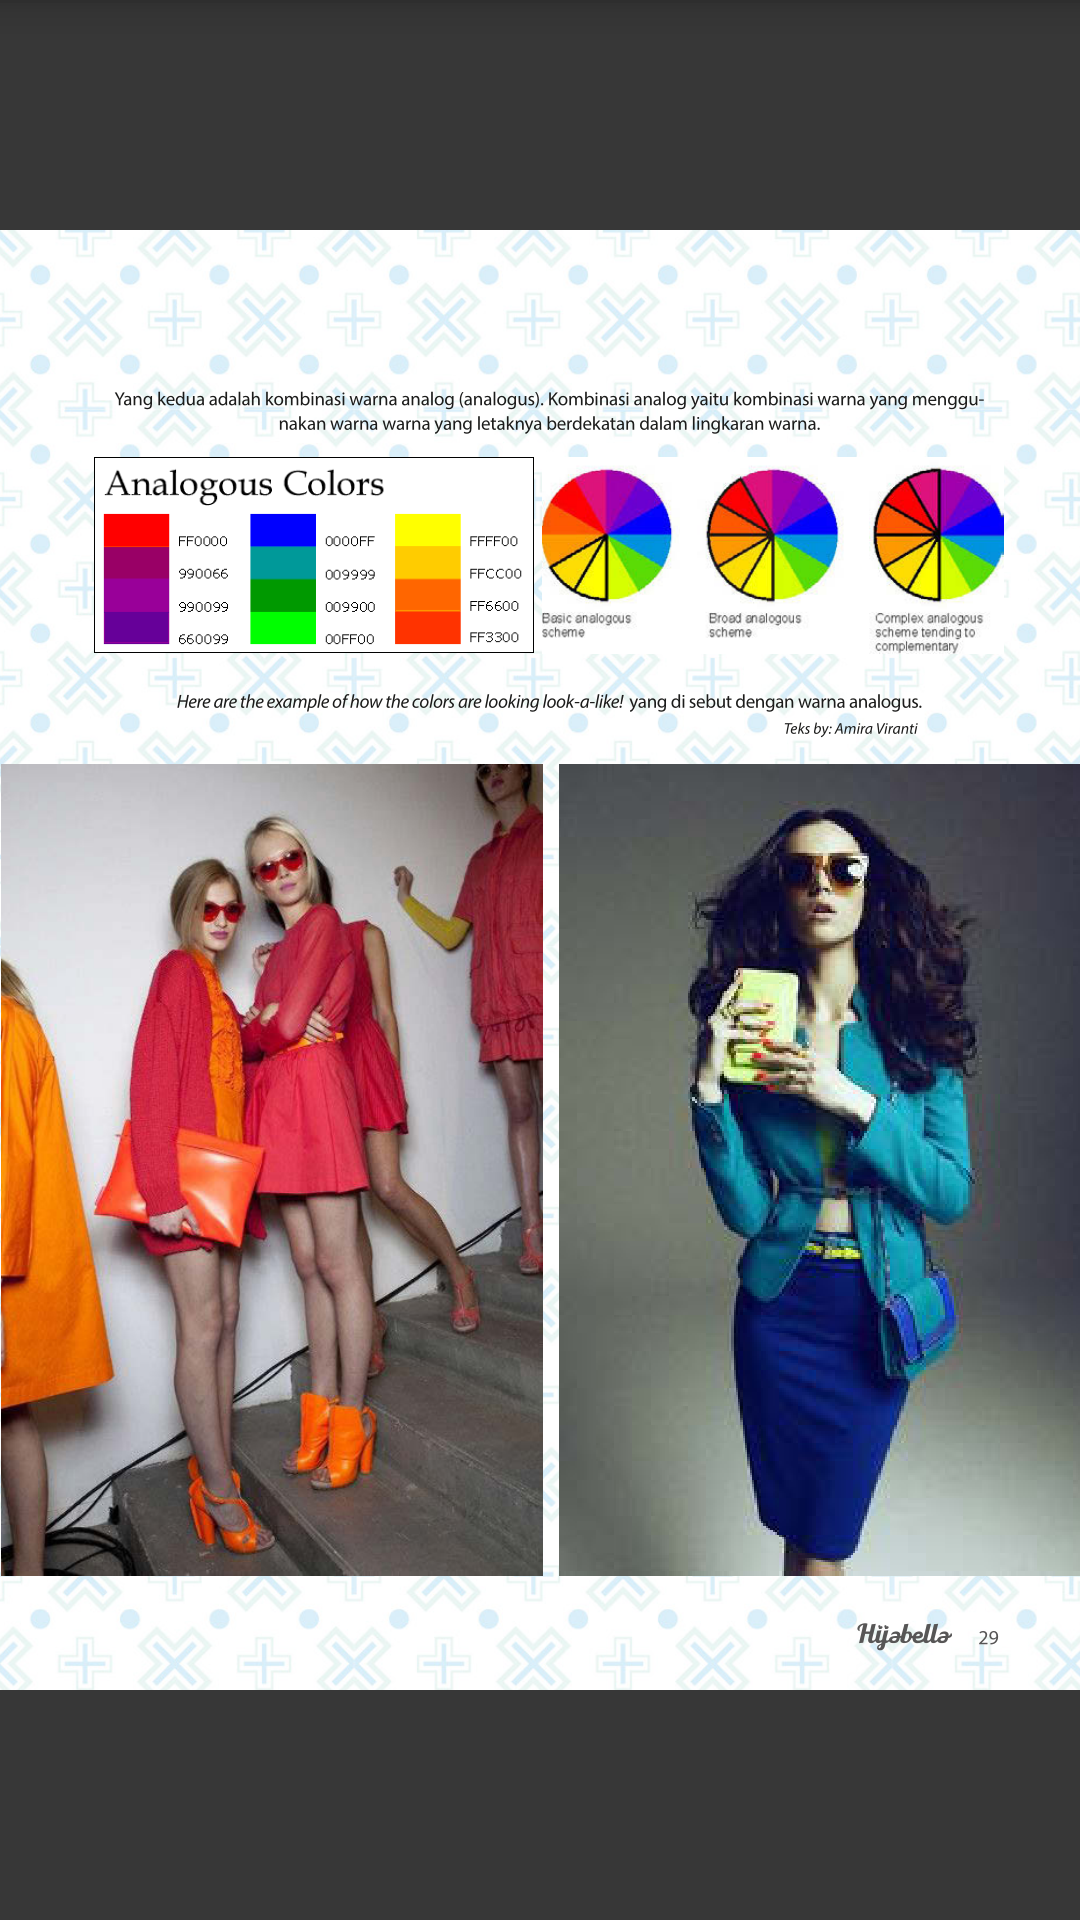 Yang kedua adalah kombinasi warna analog (analogus). Kombinasi analog yaitu kombinasi warna yang menggu-
nakan warna warna yang letaknya berdekatan dalam lingkaran warna.
Analogous Colors
FF0000
990066
990099
660099
0000FF
009999
009900
00FF00
FFFF00
FFCC00
FF6600
FF3300
Basic analogous
scheme
Broad analogous
scheme
Complex analogous
scheme tending to
complementary
Here are the example of how the colors are looking look-a-like! yang di sebut dengan warna analogus.
Teks by: Amira Viranti
Hijabella 29